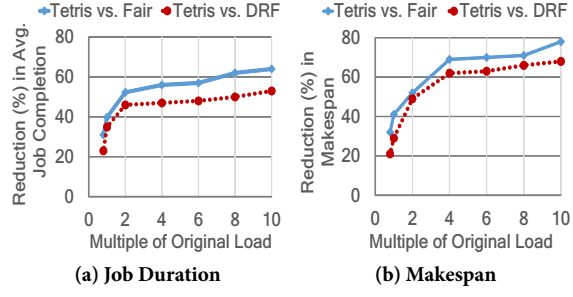 Tetris vs. Fair Tetris vs. DRF
Reduction (%) in Avg.
Job Completion
80
60
40
20
0
0 2 4 6 8 10
Multiple of Original Load
(a) Job Duration
Tetris vs. Fair Tetris vs. DRF
Reduction (%) in
Makespan
80
60
40
20
0
0 2 4 6 8 10
Multiple of Original Load
(b) Makespan